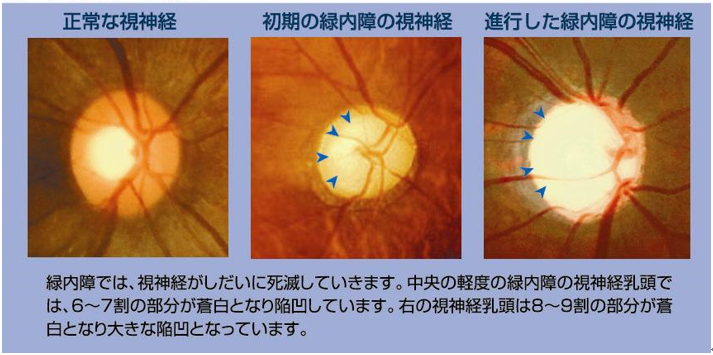 正常な視神経
初期の緑内障の視神経
進行した緑内障の視神経
緑内障では、視神経がしだいに死滅していきます。中央の軽度の緑内障の視神経乳頭で
は、6〜7割の部分が蒼白となり陥凹しています。右の視神経乳頭は8〜9割の部分が蒼
白となり大きな陥凹となっています。